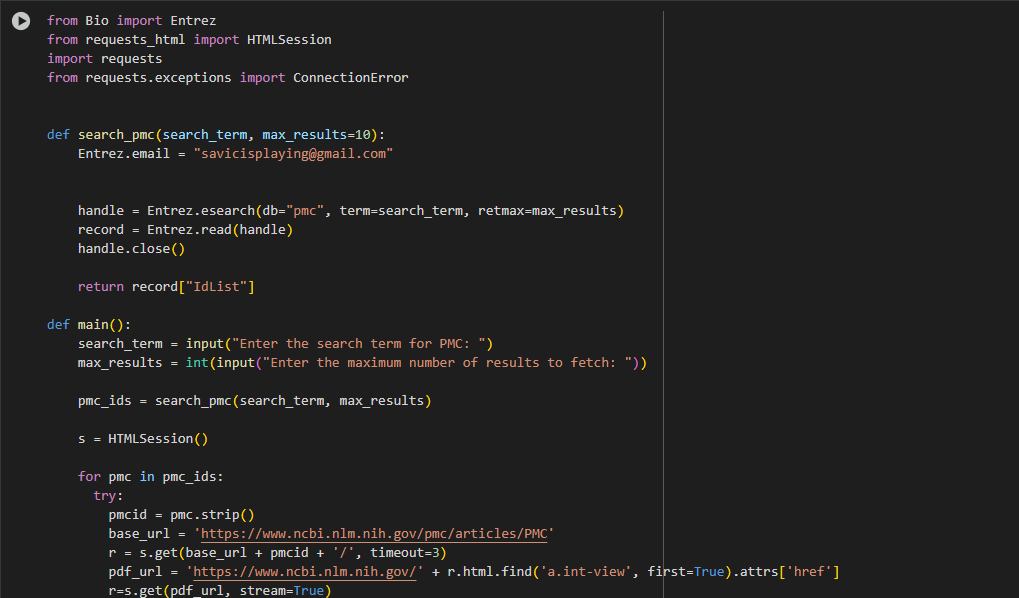 from Bio import Entrez
from requests_html import HTMLSession
import requests
from requests.exceptions import ConnectionError
def search_pmc(search_term, max_results=10):
    Entrez.email = "savicisplaying@gmail.com"
    handle = Entrez.esearch(db="pmc", term=search_term, retmax=max_results)
    record = Entrez.read(handle)
    handle.close()
    return record["IdList"]
def main():
    search_term = input("Enter the search term for PMC: ")
    max_results = int(input("Enter the maximum number of results to fetch: "))
    pmc_ids = search_pmc(search_term, max_results)
    s = HTMLSession()
    for pmc in pmc_ids:
      try:
        pmcid = pmc.strip()
        base_url = 'https://www.ncbi.nlm.nih.gov/pmc/articles/PMC'
        r = s.get(base_url + pmcid + '/', timeout=3)
        pdf_url = 'https://www.ncbi.nlm.nih.gov/' + r.html.find('a.int-view', first=True).attrs['href']
        r=s.get(pdf_url, stream=True)